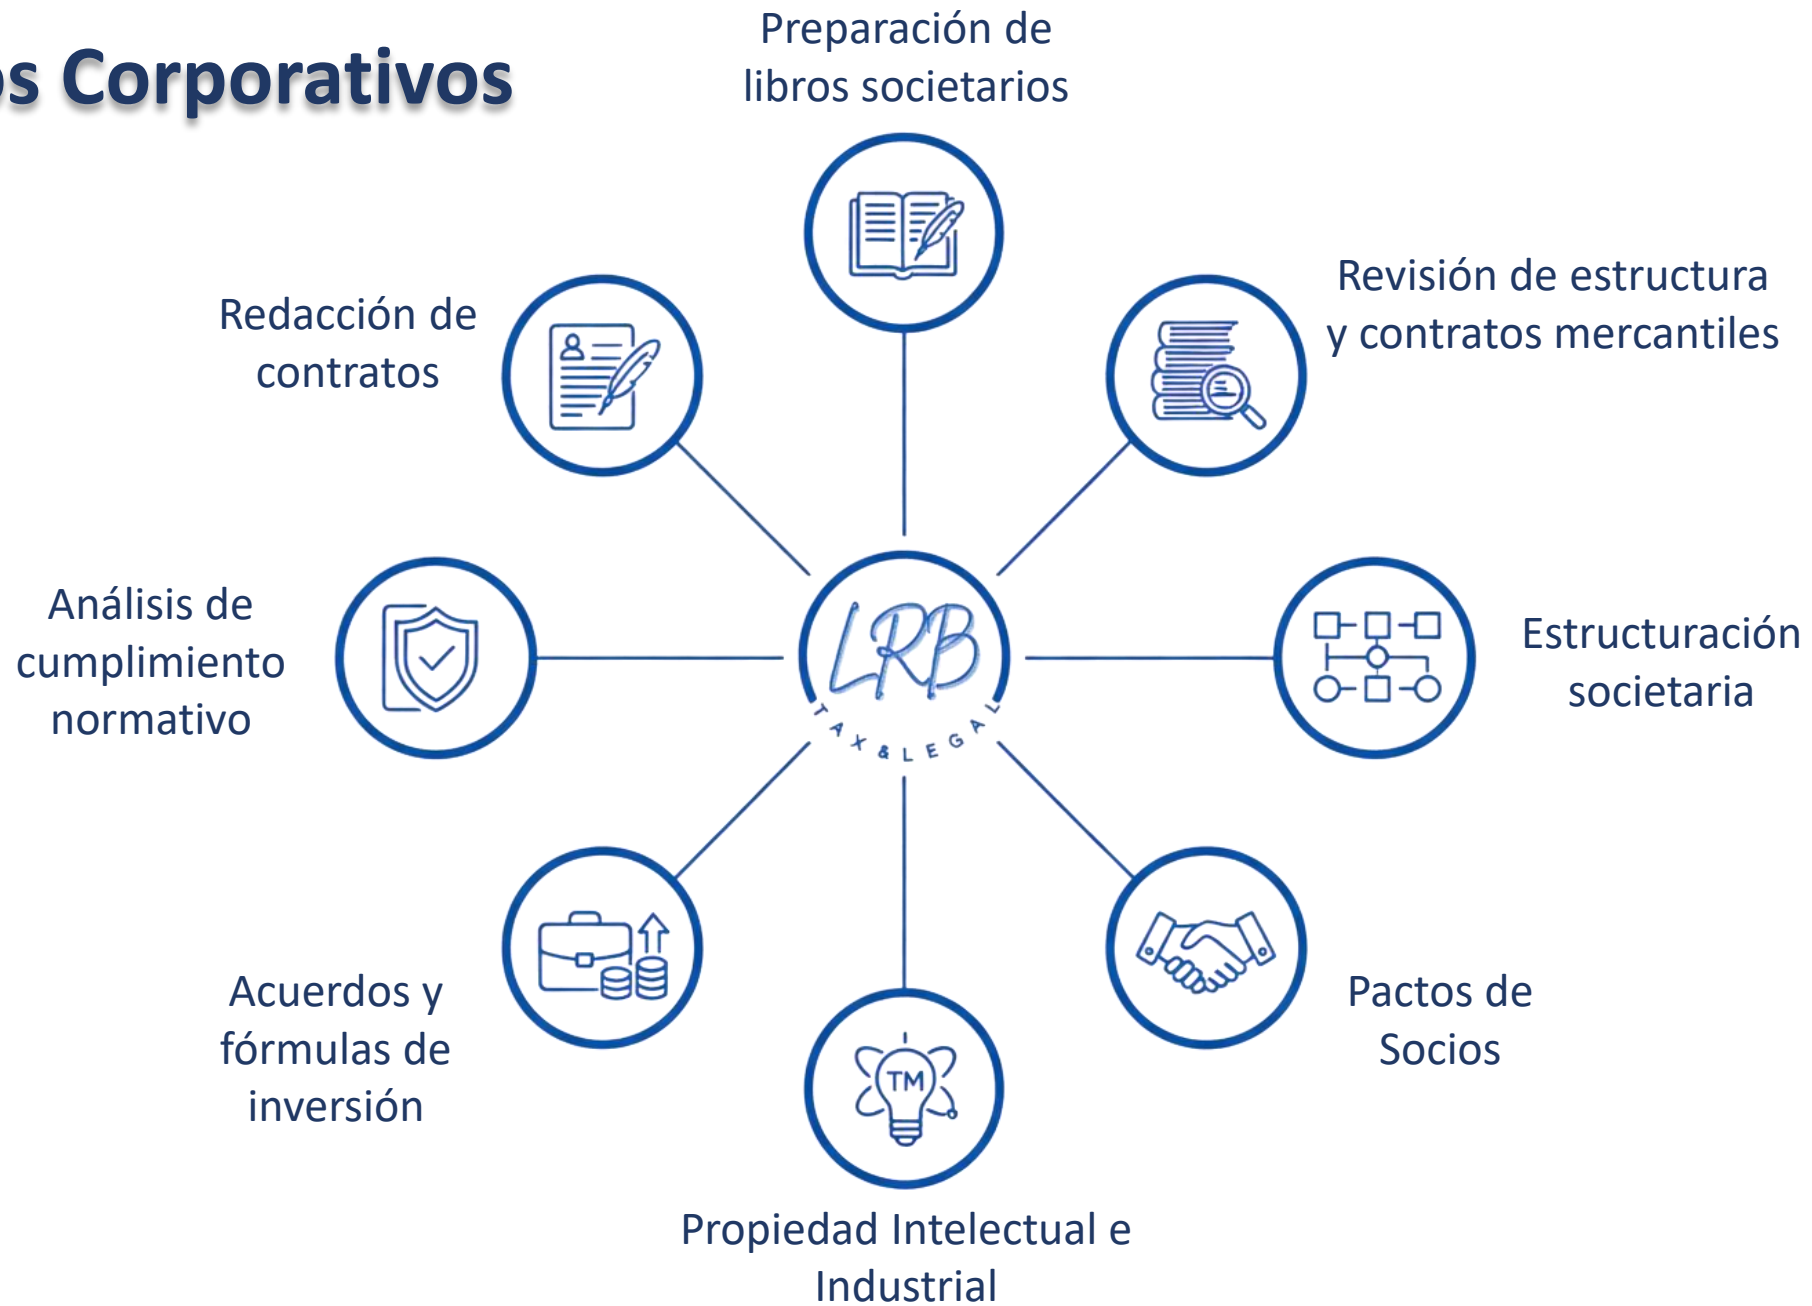 os Corporativos
Preparación de
libros societarios
Revisión de estructura
y contratos mercantiles
Redacción de
contratos
Estructuración
societaria
Análisis de
cumplimiento
normativo
LRB
TAX & LEGAL
Pactos de
Socios
Acuerdos y
fórmulas de
inversión
TM
Propiedad Intelectual e
Industrial